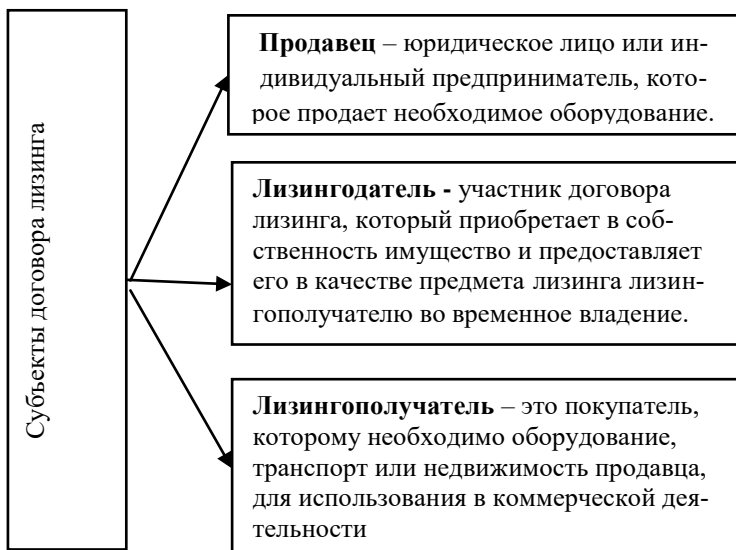 Субъекты договора лизинга
Продавец – юридическое лицо или ин-
дивидуальный предприниматель, кото-
рое продает необходимое оборудование.
Лизингодатель - участник договора
лизинга, который приобретает в соб-
ственность имущество и предоставляет
его в качестве предмета лизинга лизин-
гополучателю во временное владение.
Лизингополучатель – это покупатель,
которому необходимо оборудование,
транспорт или недвижимость продавца,
для использования в коммерческой дея-
тельности